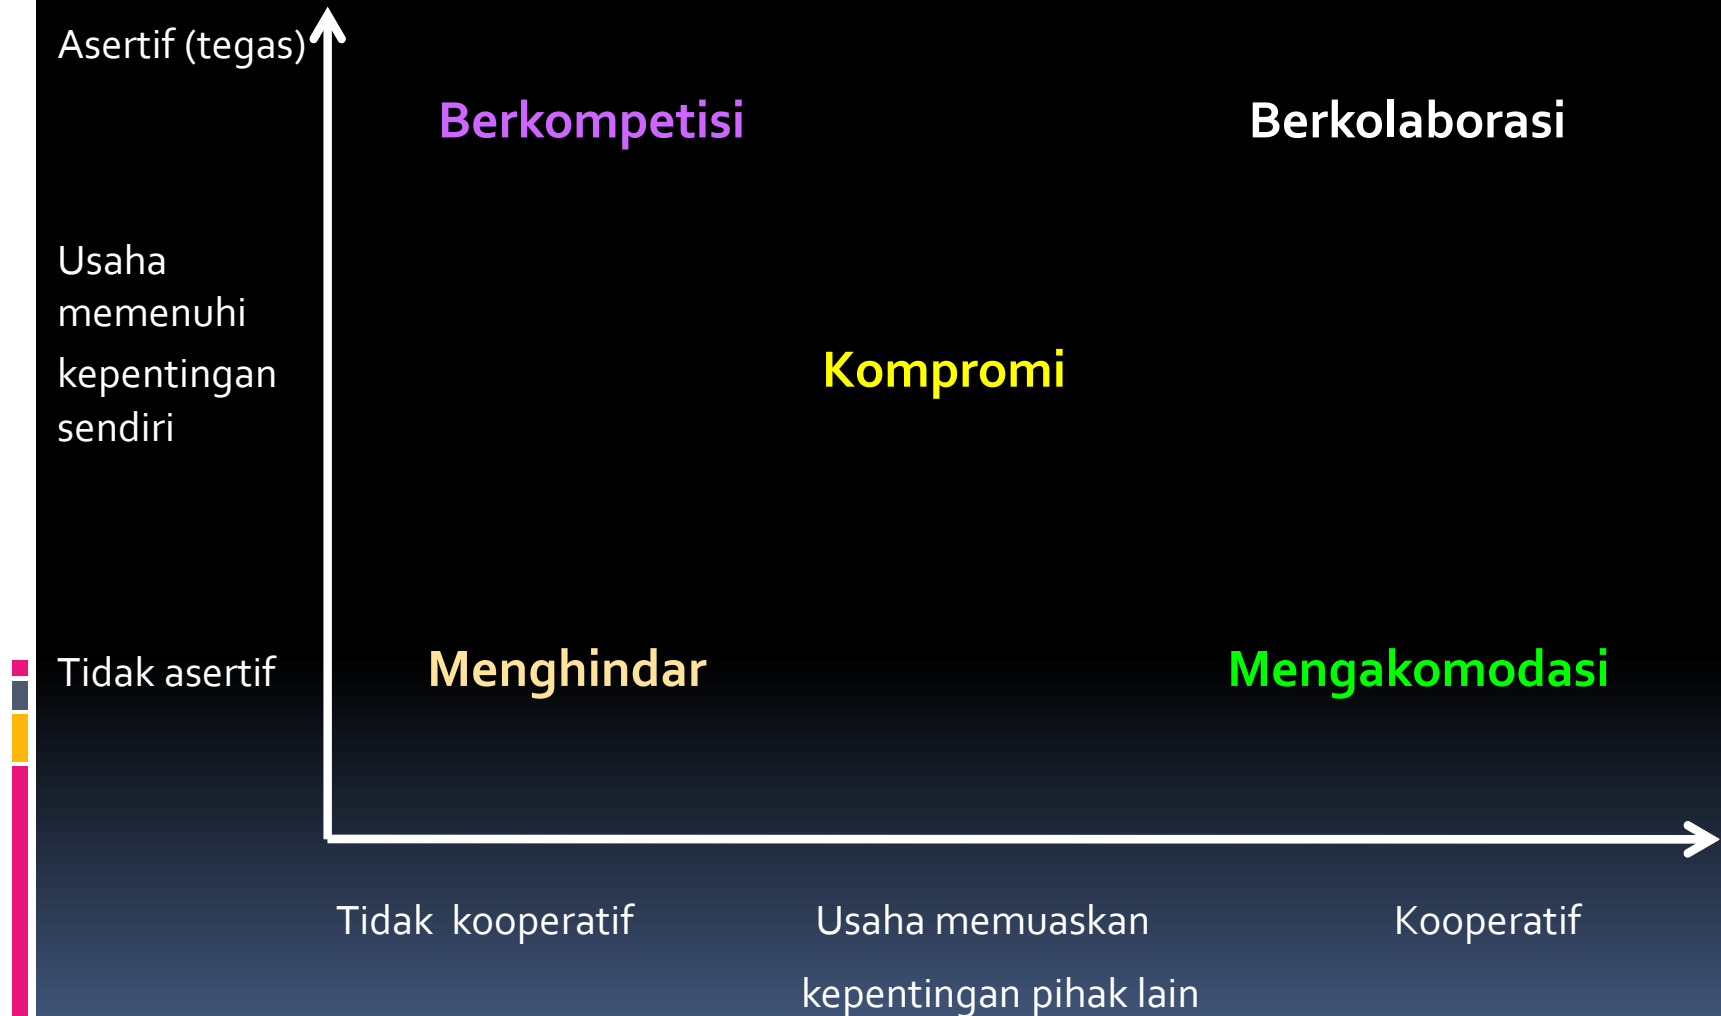 Asertif (tegas)
Berkompetisi
Berkolaborasi
Usaha
memenuhi
kepentingan
sendiri
Kompromi
Tidak asertif
Menghindar
Mengakomodasi
Tidak kooperatif
Usaha memuaskan
kepentingan pihak lain
Kooperatif